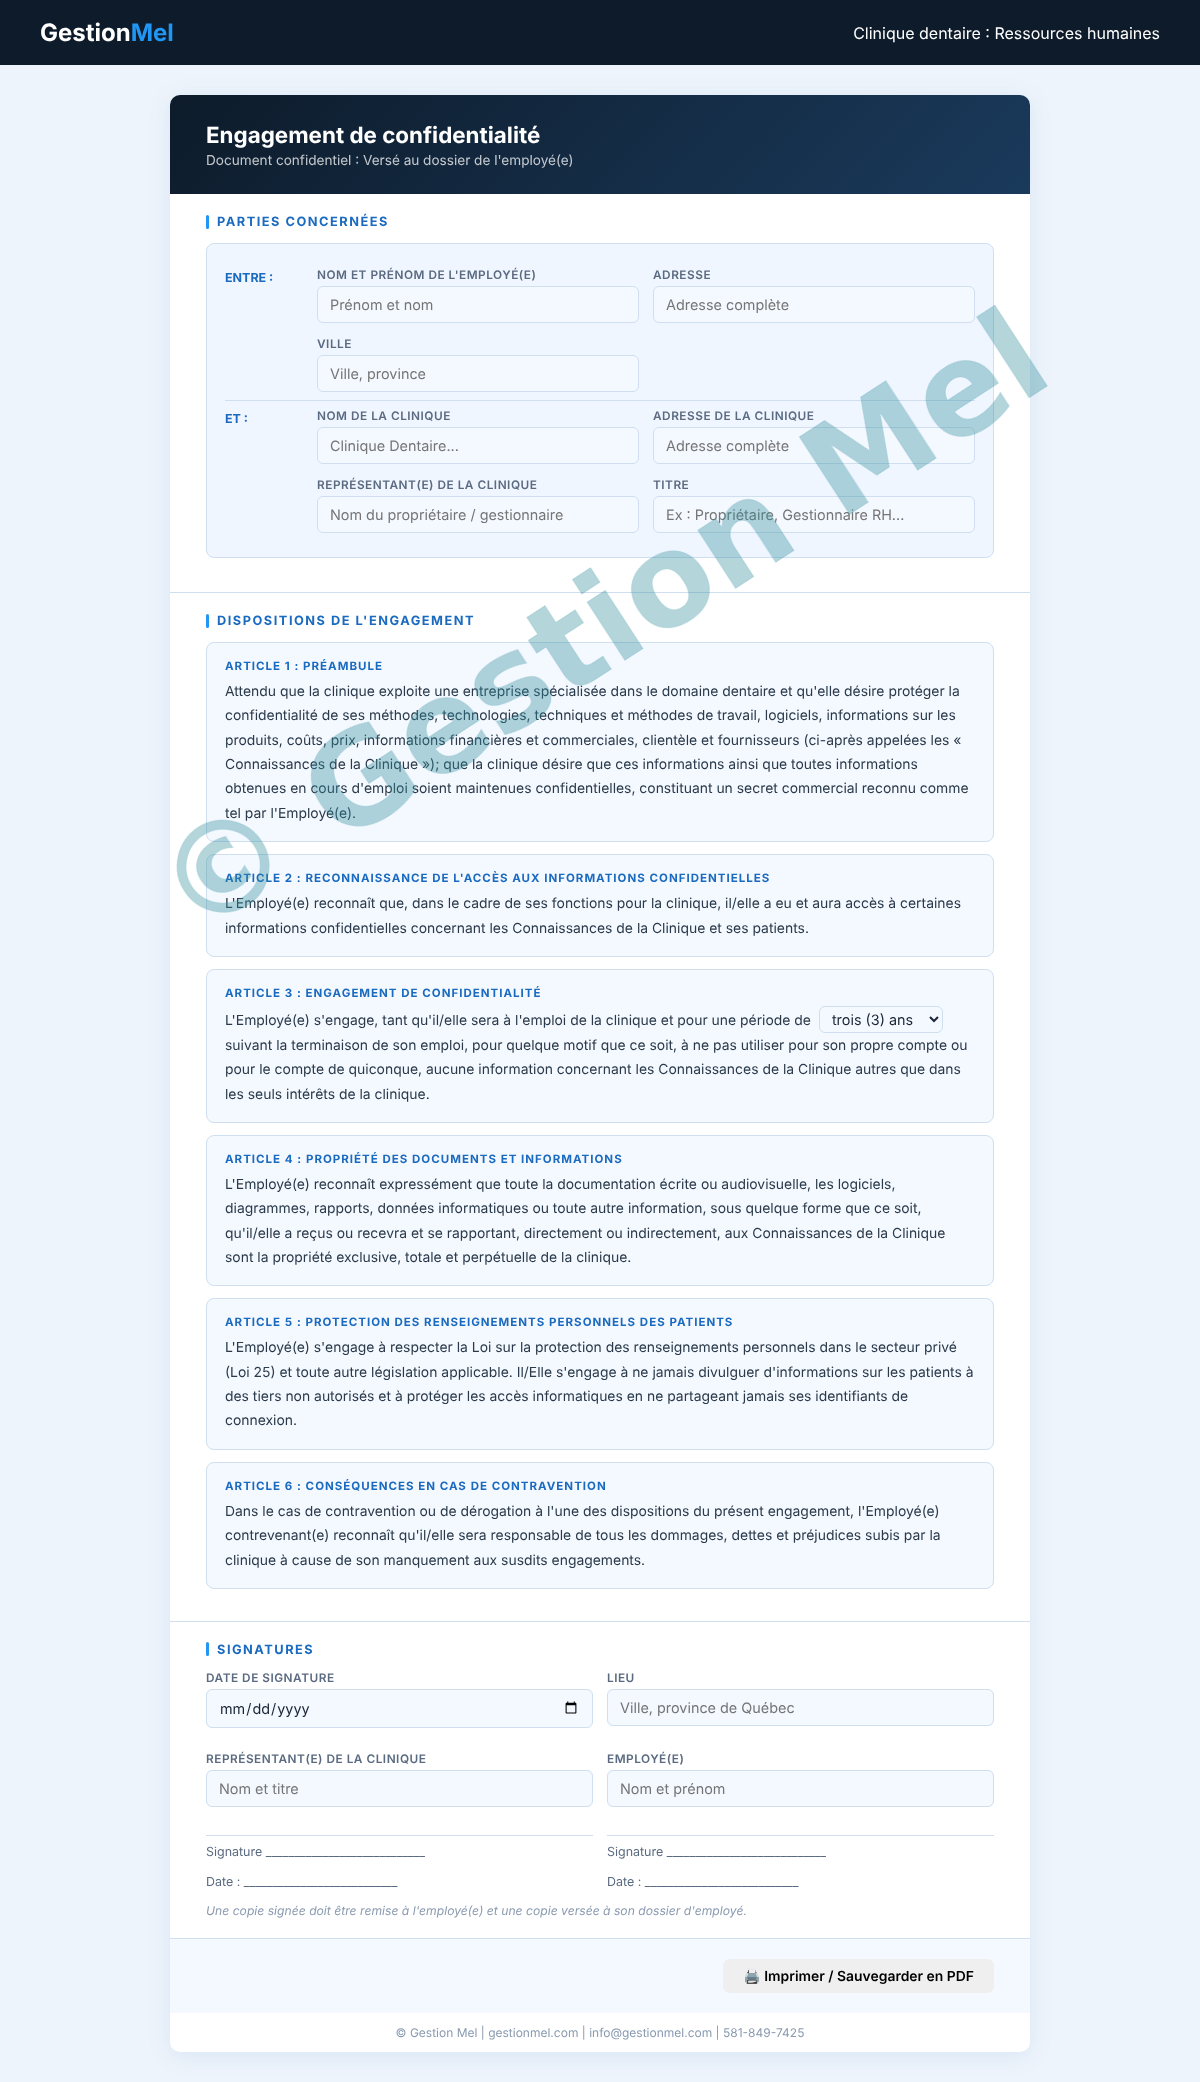 GestionMel
Clinique dentaire : Ressources humaines
Engagement de confidentialité
Document confidentiel : Versé au dossier de l'employé(e)
PARTIES CONCERNÉES
ENTRE :
NOM ET PRÉNOM DE L'EMPLOYÉ(E)
ADRESSE
Prénom et nom
Adresse complète
VILLE
Ville, province
ET :
NOM DE LA CLINIQUE
ADRESSE DE LA CLINIQUE
Clinique Dentaire...
Adresse complète
REPRÉSENTANT(E) DE LA CLINIQUE
TITRE
Nom du propriétaire / gestionnaire
Ex : Propriétaire, Gestionnaire RH...
© Gestion Mel
DISPOSITIONS DE L'ENGAGEMENT
ARTICLE 1 : PRÉAMBULE
Attendu que la clinique exploite une entreprise spécialisée dans le domaine dentaire et qu'elle désire protéger la
confidentialité de ses méthodes, technologies, techniques et méthodes de travail, logiciels, informations sur les
produits, coûts, prix, informations financières et commerciales, clientèle et fournisseurs (ci-après appelées les «
Connaissances de la Clinique »); que la clinique désire que ces informations ainsi que toutes informations
obtenues en cours d'emploi soient maintenues confidentielles, constituant un secret commercial reconnu comme
tel par l'Employé(e).
ARTICLE 2 : RECONNAISSANCE DE L'ACCÈS AUX INFORMATIONS CONFIDENTIELLES
L'Employé(e) reconnaît que, dans le cadre de ses fonctions pour la clinique, il/elle a eu et aura accès à certaines
informations confidentielles concernant les Connaissances de la Clinique et ses patients.
ARTICLE 3 : ENGAGEMENT DE CONFIDENTIALITÉ
L'Employé(e) s'engage, tant qu'il/elle sera à l'emploi de la clinique et pour une période de trois (3) ans
suivant la terminaison de son emploi, pour quelque motif que ce soit, à ne pas utiliser pour son propre compte ou
pour le compte de quiconque, aucune information concernant les Connaissances de la Clinique autres que dans
les seuls intérêts de la clinique.
ARTICLE 4 : PROPRIÉTÉ DES DOCUMENTS ET INFORMATIONS
L'Employé(e) reconnaît expressément que toute la documentation écrite ou audiovisuelle, les logiciels,
diagrammes, rapports, données informatiques ou toute autre information, sous quelque forme que ce soit,
qu'il/elle a reçus ou recevra et se rapportant, directement ou indirectement, aux Connaissances de la Clinique
sont la propriété exclusive, totale et perpétuelle de la clinique.
ARTICLE 5 : PROTECTION DES RENSEIGNEMENTS PERSONNELS DES PATIENTS
L'Employé(e) s'engage à respecter la Loi sur la protection des renseignements personnels dans le secteur privé
(Loi 25) et toute autre législation applicable. Il/Elle s'engage à ne jamais divulguer d'informations sur les patients à
des tiers non autorisés et à protéger les accès informatiques en ne partageant jamais ses identifiants de
connexion.
ARTICLE 6 : CONSÉQUENCES EN CAS DE CONTRAVENTION
Dans le cas de contravention ou de dérogation à l'une des dispositions du présent engagement, l'Employé(e)
contrevenant(e) reconnaît qu'il/elle sera responsable de tous les dommages, dettes et préjudices subis par la
clinique à cause de son manquement aux susdits engagements.
SIGNATURES
DATE DE SIGNATURE
LIEU
mm/dd/yyyy
Ville, province de Québec
REPRÉSENTANT(E) DE LA CLINIQUE
EMPLOYÉ(E)
Nom et titre
Nom et prénom
Signature __________________________
Signature __________________________
Date : _________________________
Date : _________________________
Une copie signée doit être remise à l'employé(e) et une copie versée à son dossier d'employé.
🖨️ Imprimer / Sauvegarder en PDF
© Gestion Mel | gestionmel.com | info@gestionmel.com | 581-849-7425